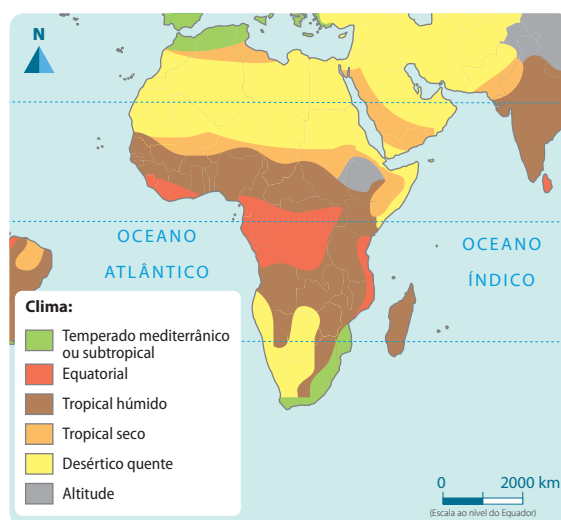 N
OCEANO
ATLÂNTICO
OCEANO
ÍNDICO
Clima:
Temperado mediterrânico
ou subtropical
Equatorial
Tropical húmido
Tropical seco
Desértico quente
Altitude
0 2000 km
(Escala ao nível do Equador)